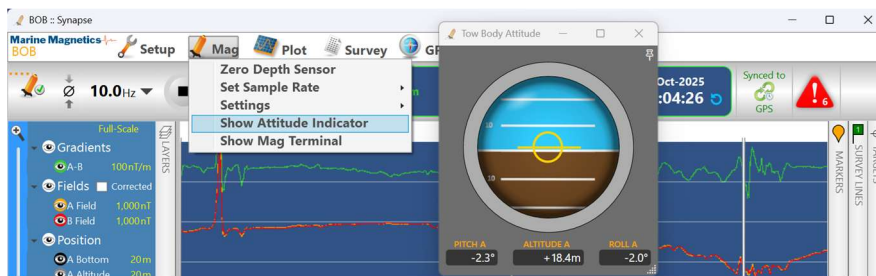 BOB :: Synapse
Marine Magnetics
BOB
Setup
Mag
Plot
Survey
Zero Depth Sensor
Set Sample Rate
Settings
Show Attitude Indicator
Show Mag Terminal
10.0Hz
Tow Body Attitude
10
10
PITCH A
ALTITUDE A
ROLL A
-2.3°
+18.4m
-2.0°
Oct-2025
:04:26
Synced to
GPS
6
Full-Scale
Gradients
A-B 100nT/m
Fields Corrected
A Field 1,000nT
B Field 1,000nT
Position
A Bottom 20m
A Altitude 20m
LAYERS
MARKERS
1
SURVEY LINES